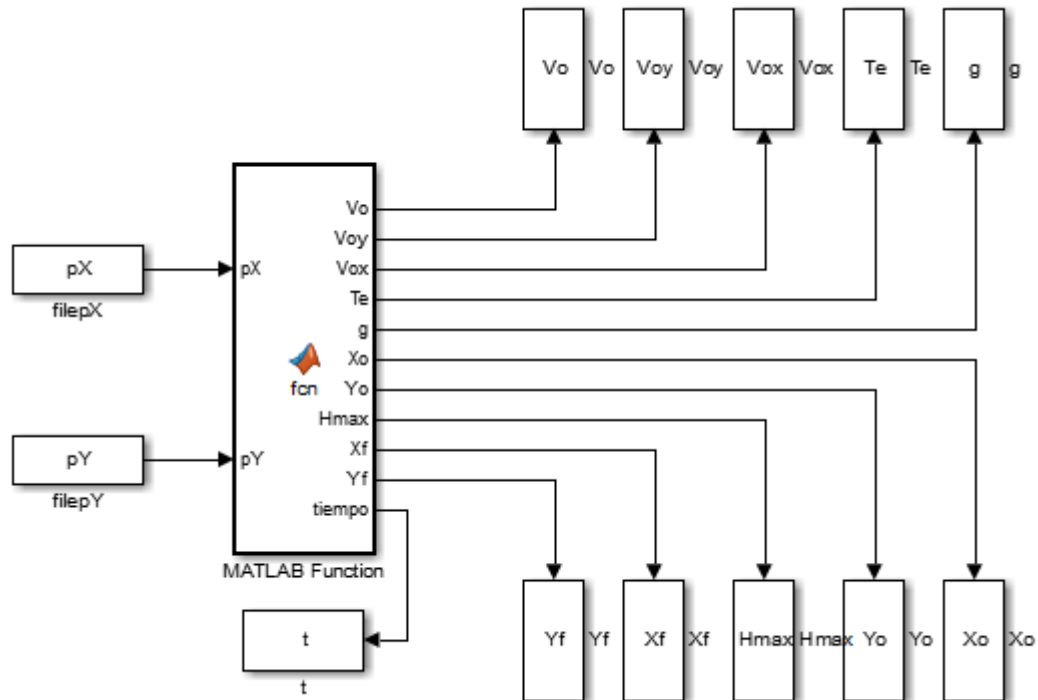 Vo Vo Voy Voy Vox Vox Te Te g g
Vo
Voy
pX pX Vox
filepX
Te
g
Xo
fcn Yo
Hmax
pY pY Xf
filepY
Yf
tiempo
MATLAB Function
t
t
Yf Yf Xf Xf Hmax Hmax Yo Yo Xo Xo